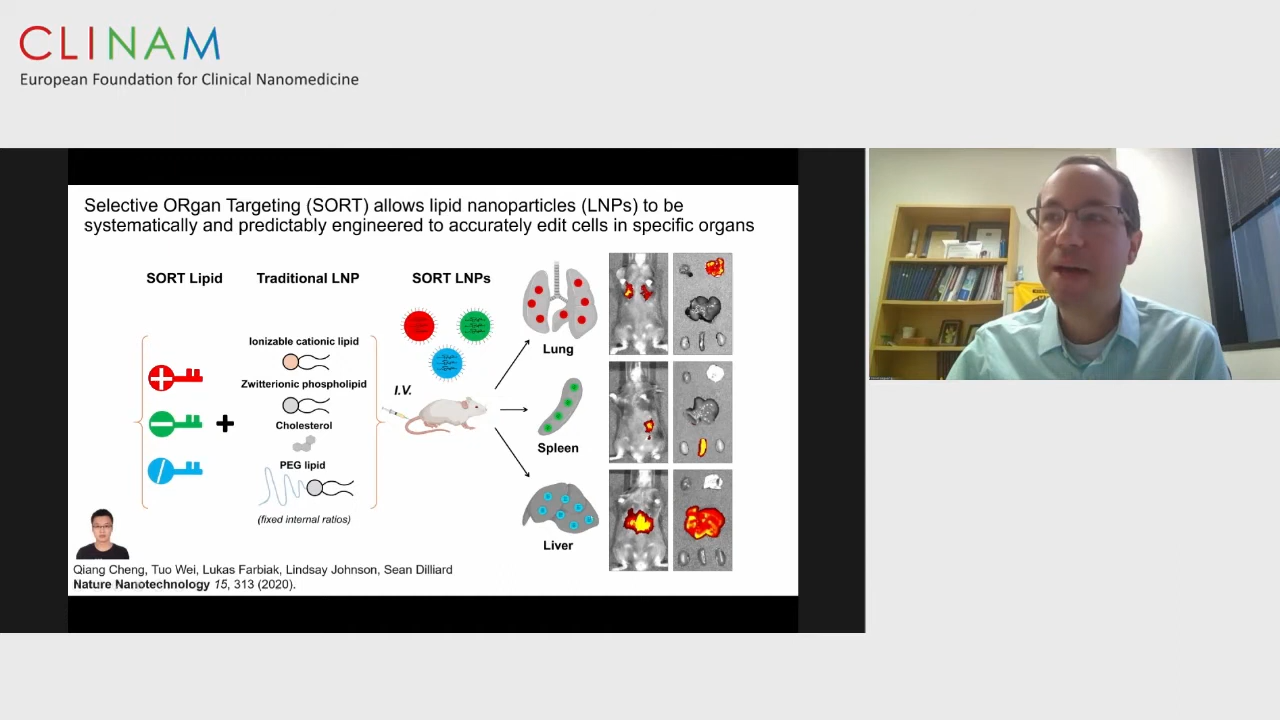 CLINAM
European Foundation for Clinical Nanomedicine
Selective ORgan Targeting (SORT) allows lipid nanoparticles (LNPs) to be
systematically and predictably engineered to accurately edit cells in specific organs
SORT Lipid
Traditional LNP
SORT LNPs
Ionizable cationic lipid
Zwitterionic phospholipid
Cholesterol
PEG lipid
(fixed internal ratios)
I.V.
Lung
Spleen
Liver
Qiang Cheng, Tuo Wei, Lukas Farbiak, Lindsay Johnson, Sean Dilliard
Nature Nanotechnology 15, 313 (2020).